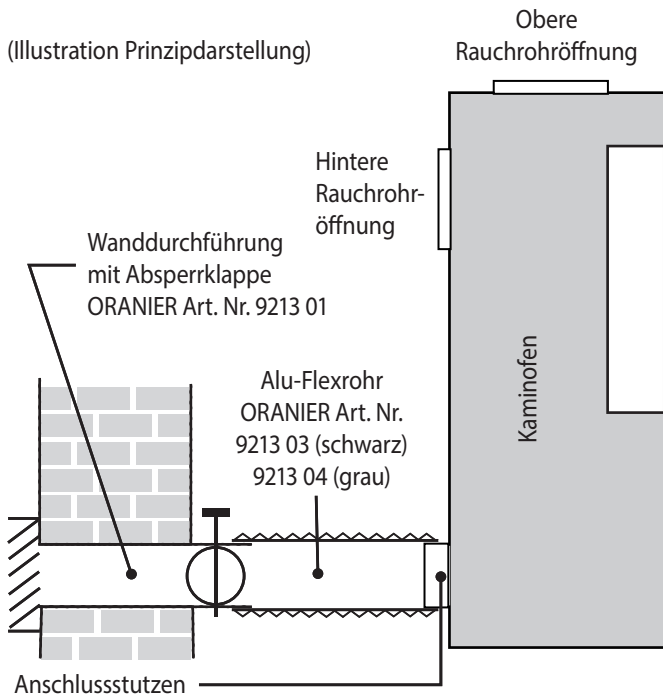 (Illustration Prinzipdarstellung)
Obere
Rauchrohröffnung
Hintere
Rauchrohr-
öffnung
Wanddurchführung
mit Absperrklappe
ORANIER Art. Nr. 9213 01
Alu-Flexrohr
ORANIER Art. Nr.
9213 03 (schwarz)
9213 04 (grau)
Kaminofen
Anschlussstutzen